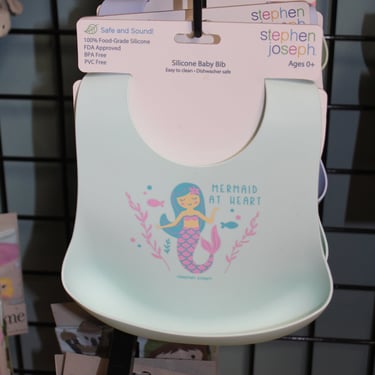 Safe and Sound!
100% Food-Grade Silicone
FDA Approved
BPA Free
PVC Free
Silicone Baby Bib
Easy to clean • Dishwasher safe
stephen
joseph
Ages 0+
MERMAID
AT HEART
stephen joseph
me